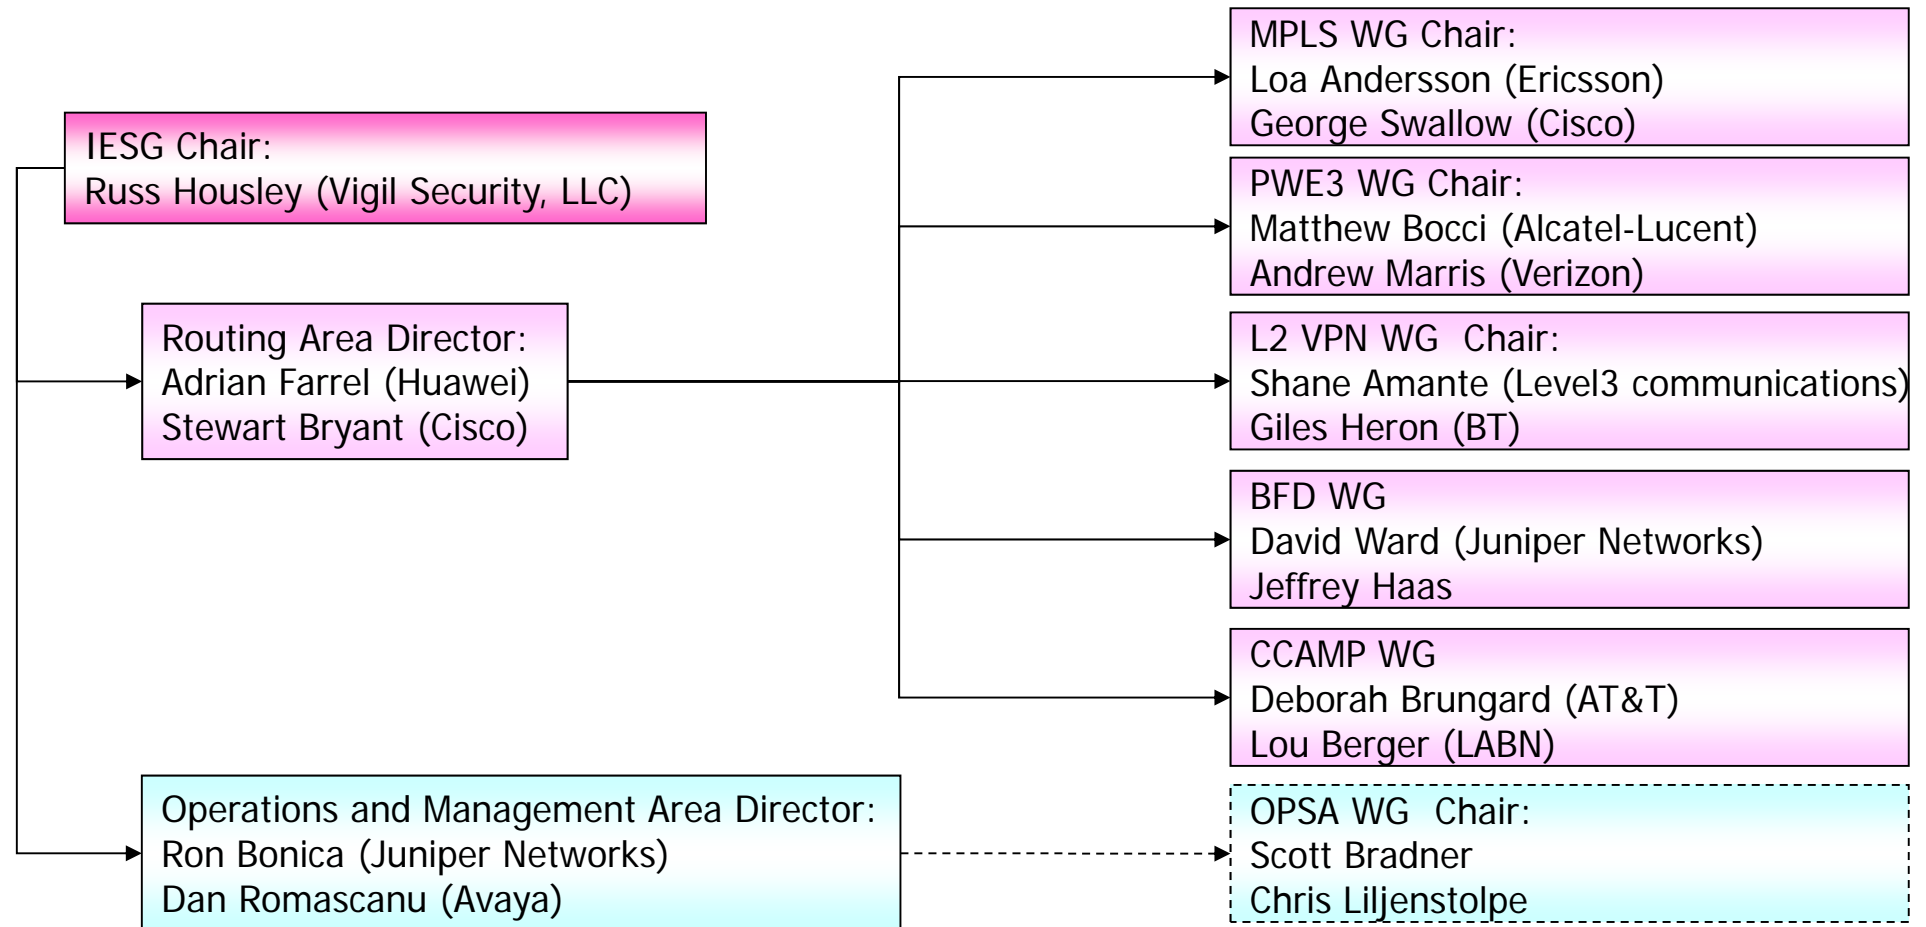 IESG Chair:
Russ Housley (Vigil Security, LLC)
Routing Area Director:
Adrian Farrel (Huawei)
Stewart Bryant (Cisco)
Operations and Management Area Director:
Ron Bonica (Juniper Networks)
Dan Romascanu (Avaya)
MPLS WG Chair:
Loa Andersson (Ericsson)
George Swallow (Cisco)
PWE3 WG Chair:
Matthew Bocci (Alcatel-Lucent)
Andrew Marris (Verizon)
L2 VPN WG  Chair:
Shane Amante (Level3 communications)
Giles Heron (BT)
BFD WG
David Ward (Juniper Networks)
Jeffrey Haas
CCAMP WG
Deborah Brungard (AT&T)
Lou Berger (LABN)
OPSA WG  Chair:
Scott Bradner
Chris Liljenstolpe